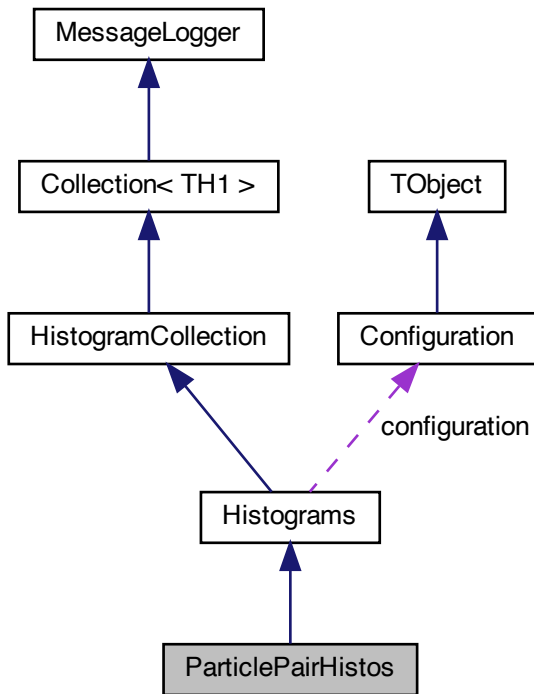 MessageLogger
Collection< TH1 >
TObject
HistogramCollection
Configuration
configuration
Histograms
ParticlePairHistos